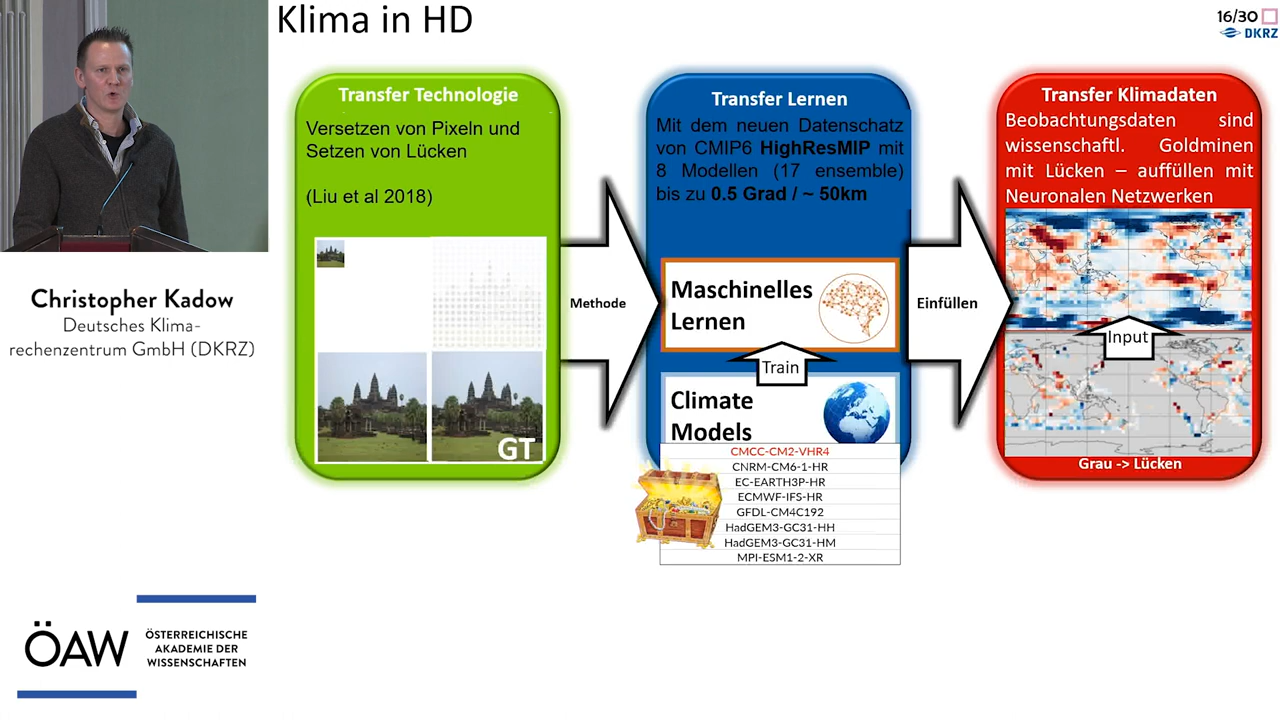 Klima in HD
16/30
DKRZ
Christopher Kadow
Deutsches Klima-
rechenzentrum GmbH (DKRZ)
ÖAW
ÖSTERREICHISCHE
AKADEMIE DER
WISSENSCHAFTEN
Transfer Technologie
Versetzen von Pixeln und
Setzen von Lücken
(Liu et al 2018)
GT
Methode
Transfer Lernen
Mit dem neuen Datenschatz
von CMIP6 HighResMIP mit
8 Modellen (17 ensemble)
bis zu 0.5 Grad / ~ 50km
Maschinelles
Lernen
Train
Climate
Models
CMCC-CM2-VHR4
CNRM-CM6-1-HR
EC-EARTH3P-HR
ECMWF-IFS-HR
GFDL-CM4C192
HadGEM3-GC31-HH
HadGEM3-GC31-HM
MPI-ESM1-2-XR
Einfüllen
Transfer Klimadaten
Beobachtungsdaten sind
wissenschaftl. Goldminen
mit Lücken – auffüllen mit
Neuronalen Netzwerken
Input
Grau -> Lücken